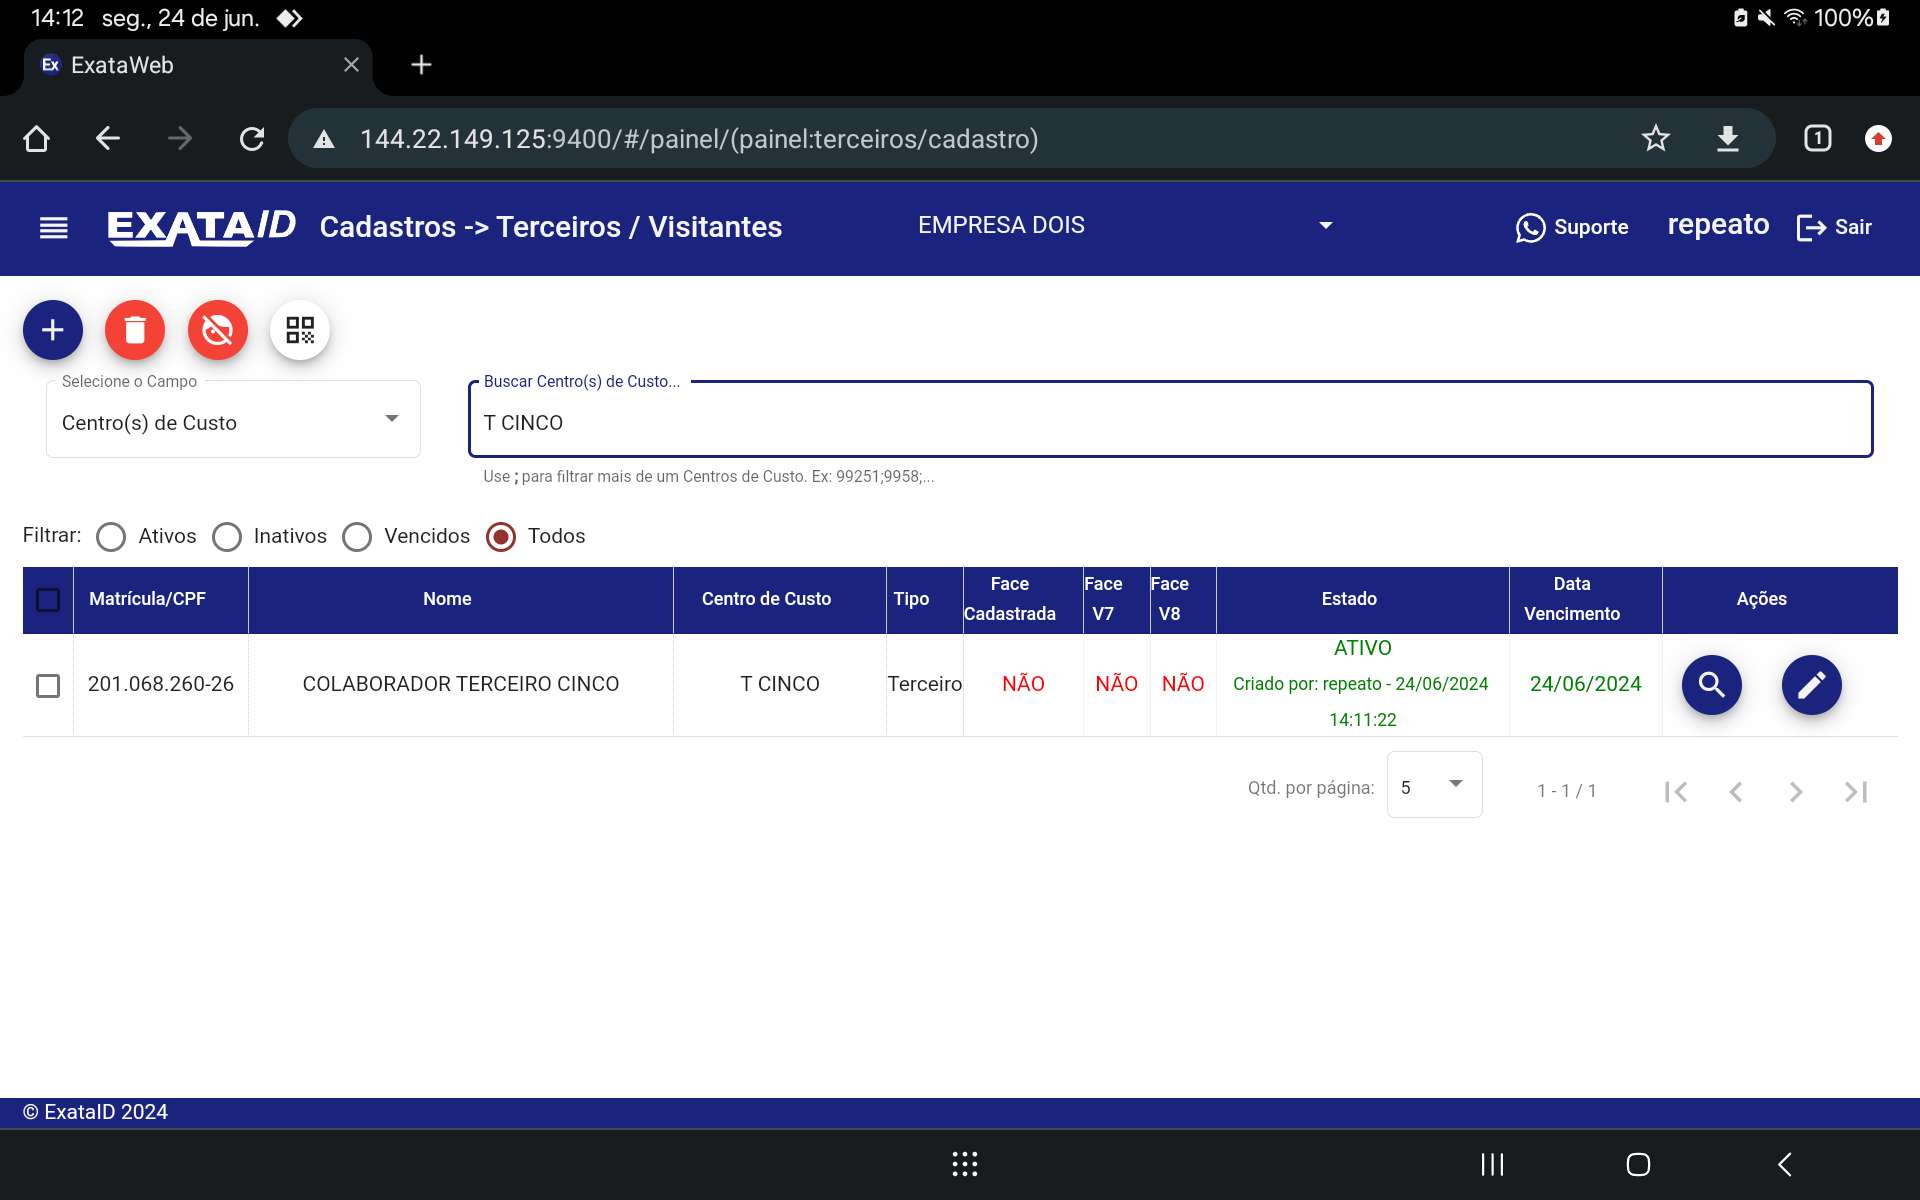 14:12 seg., 24 de jun. 100%
Ex ExataWeb
144.22.149.125:9400/#/painel/(painel:terceiros/cadastro) 1
EXATAID Cadastros -> Terceiros / Visitantes EMPRESA DOIS Suporte repeato Sair
Selecione o Campo Buscar Centro(s) de Custo...
Centro(s) de Custo T CINCO
Use ; para filtrar mais de um Centros de Custo. Ex: 99251;9958;...
Filtrar: Ativos Inativos Vencidos Todos
Matrícula/CPF Nome Centro de Custo Tipo Face Cadastrada Face V7 Face V8 Estado Data Vencimento Ações
201.068.260-26 COLABORADOR TERCEIRO CINCO T CINCO Terceiro NÃO NÃO NÃO ATIVO
Criado por: repeato - 24/06/2024
14:11:22
24/06/2024
Qtd. por página: 5 1 - 1 / 1
© ExataID 2024